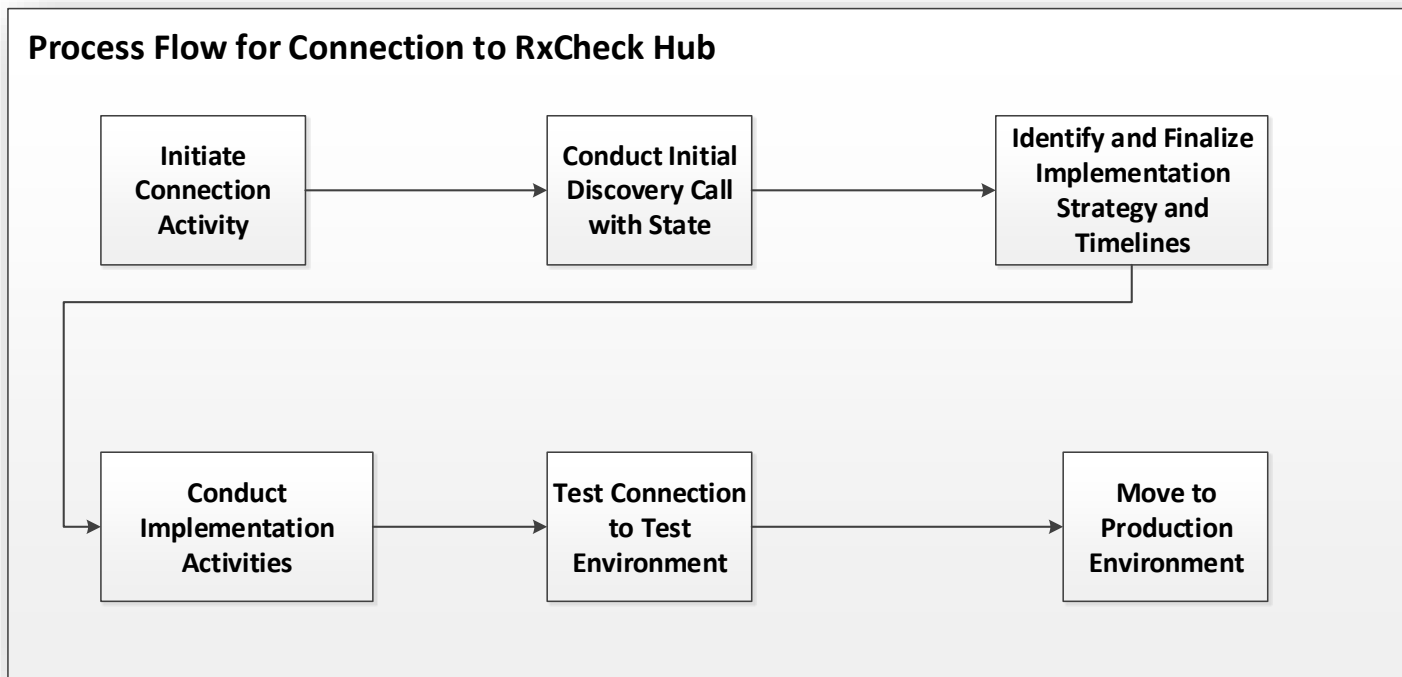 Process Flow for Connection to RxCheck Hub
Initiate
Connection
Activity
Conduct Initial
Discovery Call
with State
Identify and Finalize
Implementation
Strategy and
Timelines
Conduct
Implementation
Activities
Test Connection
to Test
Environment
Move to
Production
Environment